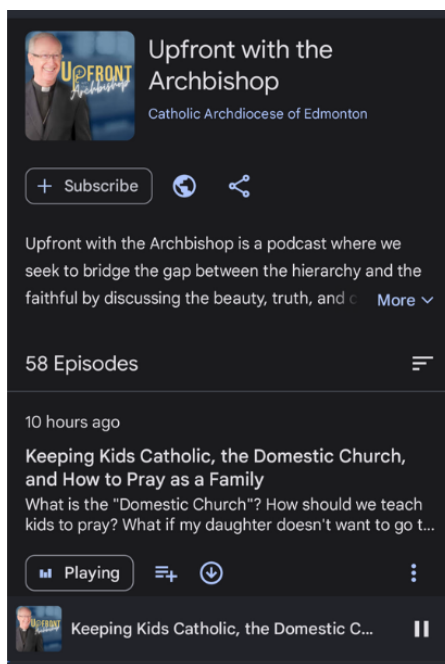 UPFRONT
Archbishop
Upfront with the
Archbishop
Catholic Archdiocese of Edmonton
+ Subscribe
Upfront with the Archbishop is a podcast where we
seek to bridge the gap between the hierarchy and the
faithful by discussing the beauty, truth, and
More
58 Episodes
10 hours ago
Keeping Kids Catholic, the Domestic Church,
and How to Pray as a Family
What is the "Domestic Church"? How should we teach
kids to pray? What if my daughter doesn't want to go t...
Playing
UPFRONT
Archbishop
Keeping Kids Catholic, the Domestic C...